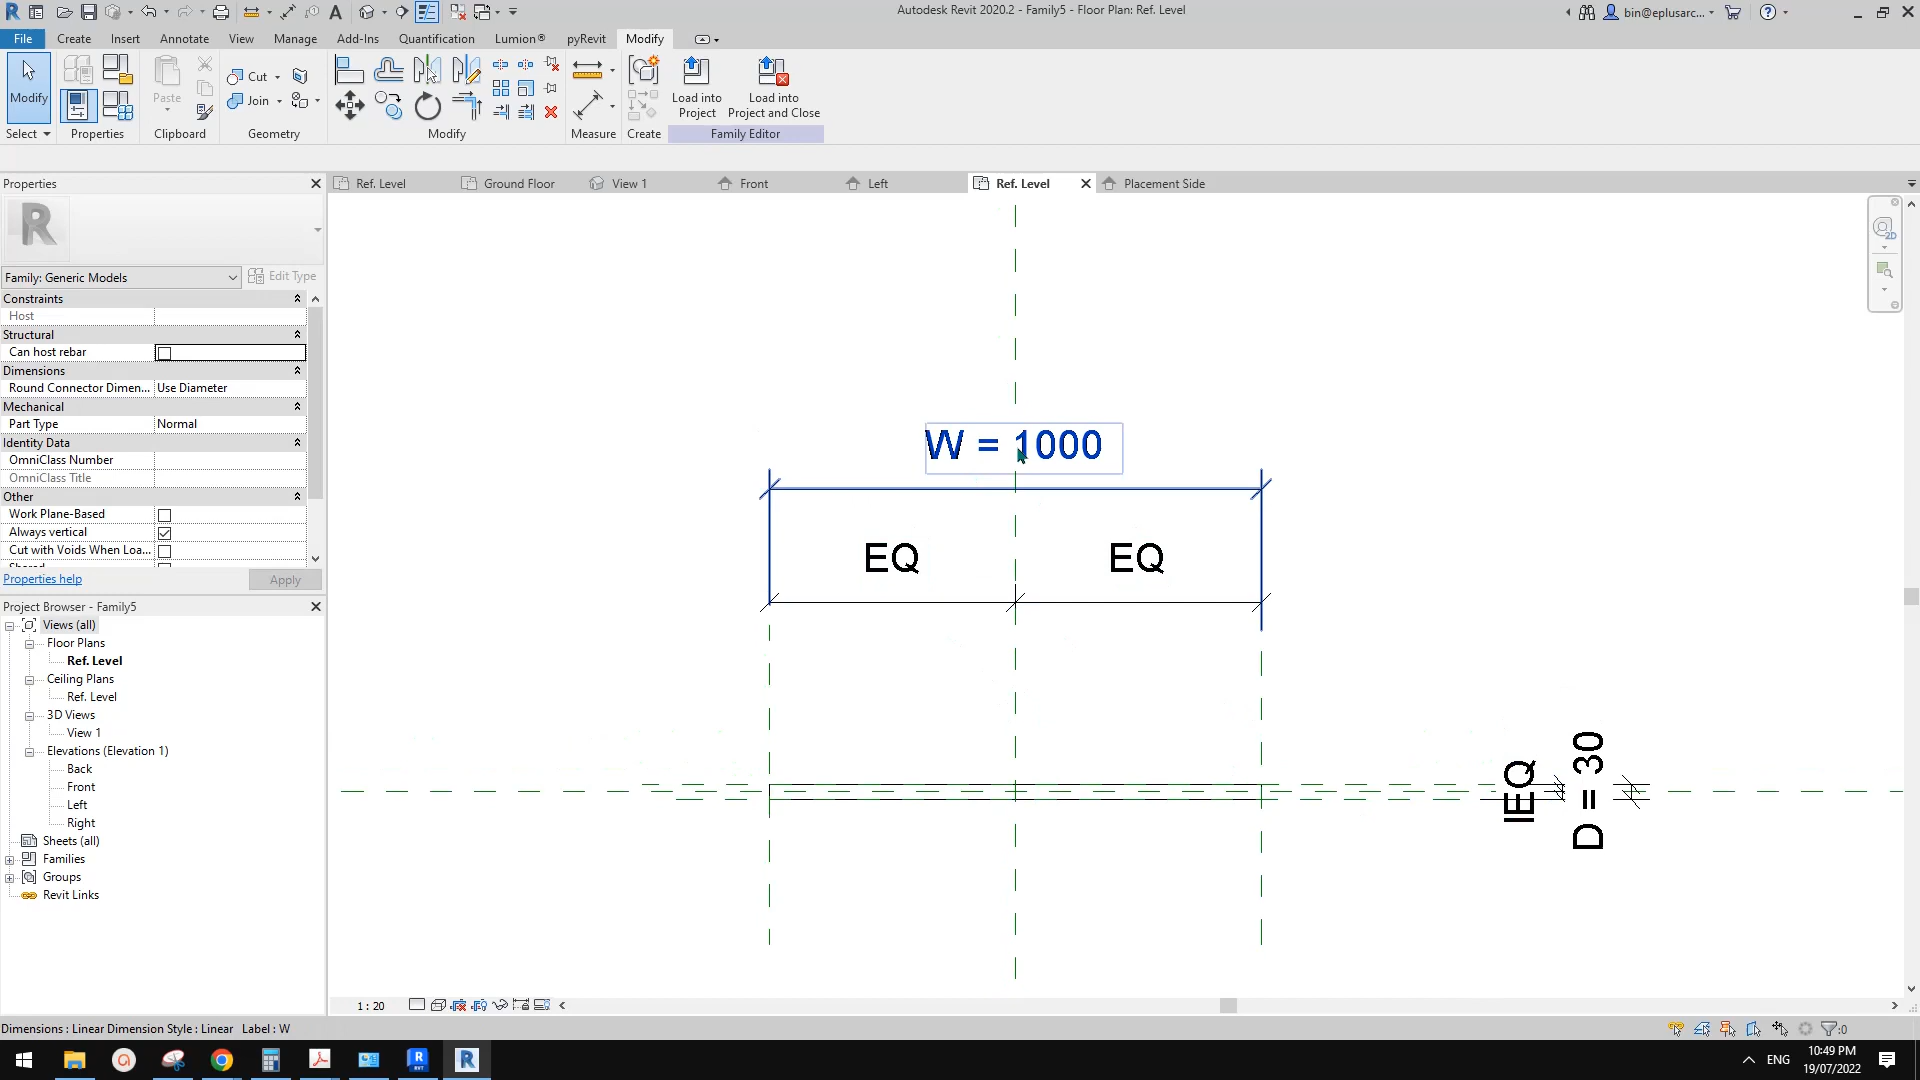 Autodesk Revit 2020.2 - Family5 - Floor Plan: Ref. Level
bin@eplusarc...
File Create Insert Annotate View Manage Add-Ins Quantification Lumion® pyRevit Modify
Modify
Paste
Cut
Join
Load into Project
Load into Project and Close
Select Properties Clipboard Geometry Modify Measure Create Family Editor
Properties
Ref. Level Ground Floor View 1 Front Left Ref. Level Placement Side
R
Family: Generic Models Edit Type
Constraints
Host
Structural
Can host rebar
Dimensions
Round Connector Dimen... Use Diameter
Mechanical
Part Type Normal
Identity Data
OmniClass Number
OmniClass Title
Other
Work Plane-Based
Always vertical
Cut with Voids When Loa...
Shared
Properties help Apply
2D
W = 1000
EQ EQ
EQ
D = 30
Project Browser - Family5
Views (all)
Floor Plans
Ref. Level
Ceiling Plans
Ref. Level
3D Views
View 1
Elevations (Elevation 1)
Back
Front
Left
Right
Sheets (all)
Families
Groups
Revit Links
1 : 20
Dimensions : Linear Dimension Style : Linear Label : W
:0
ENG
10:49 PM
19/07/2022